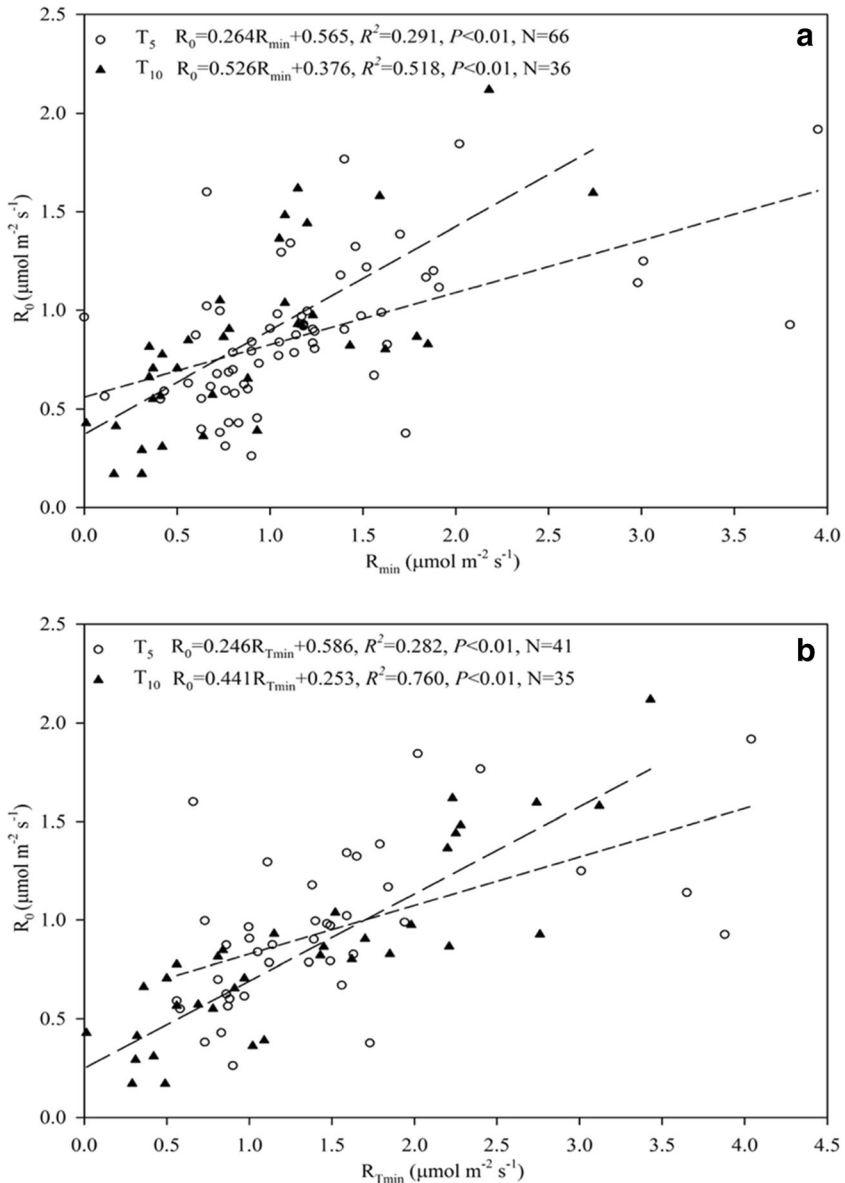 a
○ T5 R0=0.264Rmin+0.565, R²=0.291, P<0.01, N=66
▲ T10 R0=0.526Rmin+0.376, R²=0.518, P<0.01, N=36
R0 (μmol m⁻² s⁻¹)
2.5
2.0
1.5
1.0
0.5
0.0
0.0 0.5 1.0 1.5 2.0 2.5 3.0 3.5 4.0
Rmin (μmol m⁻² s⁻¹)
b
○ T5 R0=0.246RTmin+0.586, R²=0.282, P<0.01, N=41
▲ T10 R0=0.441RTmin+0.253, R²=0.760, P<0.01, N=35
R0 (μmol m⁻² s⁻¹)
2.5
2.0
1.5
1.0
0.5
0.0
0.0 0.5 1.0 1.5 2.0 2.5 3.0 3.5 4.0 4.5
RTmin (μmol m⁻² s⁻¹)